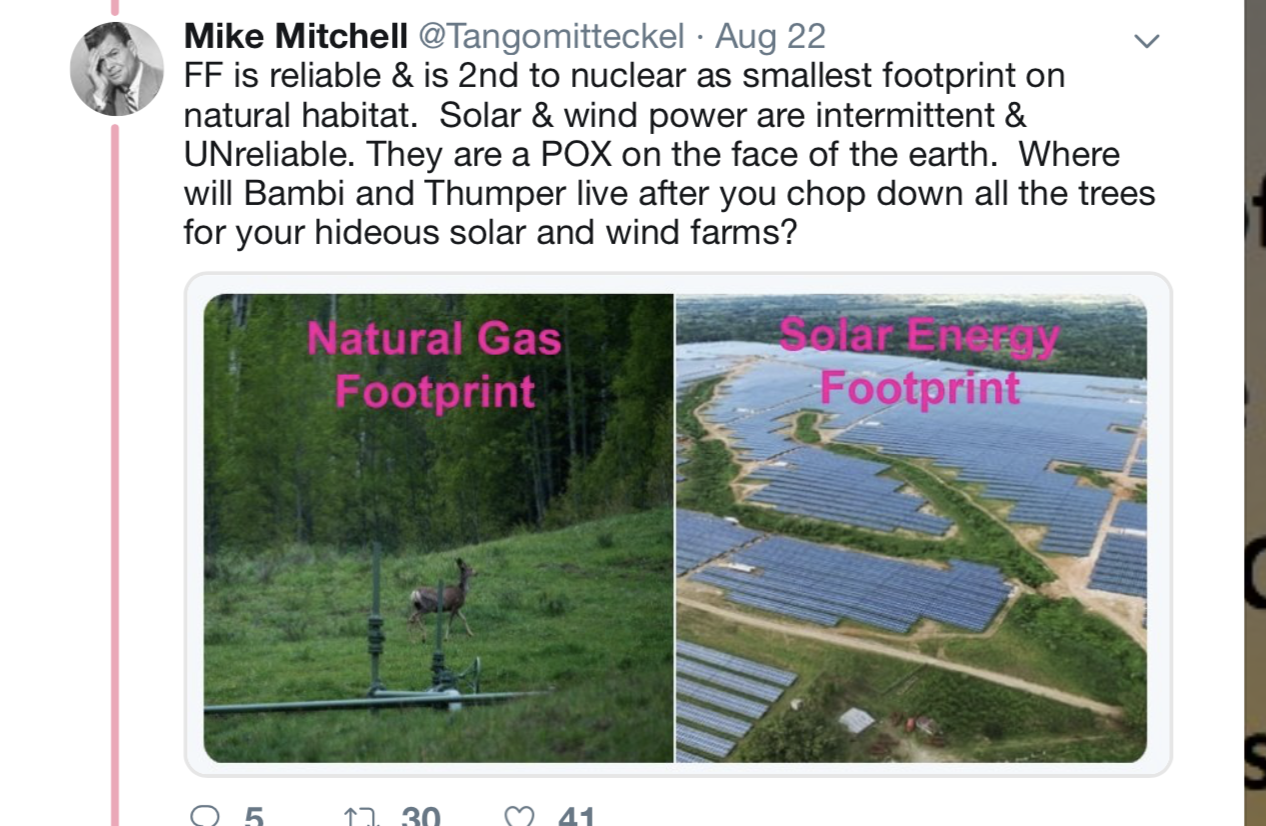 Mike Mitchell @Tangomitteckel · Aug 22
FF is reliable & is 2nd to nuclear as smallest footprint on
natural habitat.  Solar & wind power are intermittent &
UNreliable. They are a POX on the face of the earth.  Where
will Bambi and Thumper live after you chop down all the trees
for your hideous solar and wind farms?
Natural Gas
Footprint
Solar Energy
Footprint
5 30 41